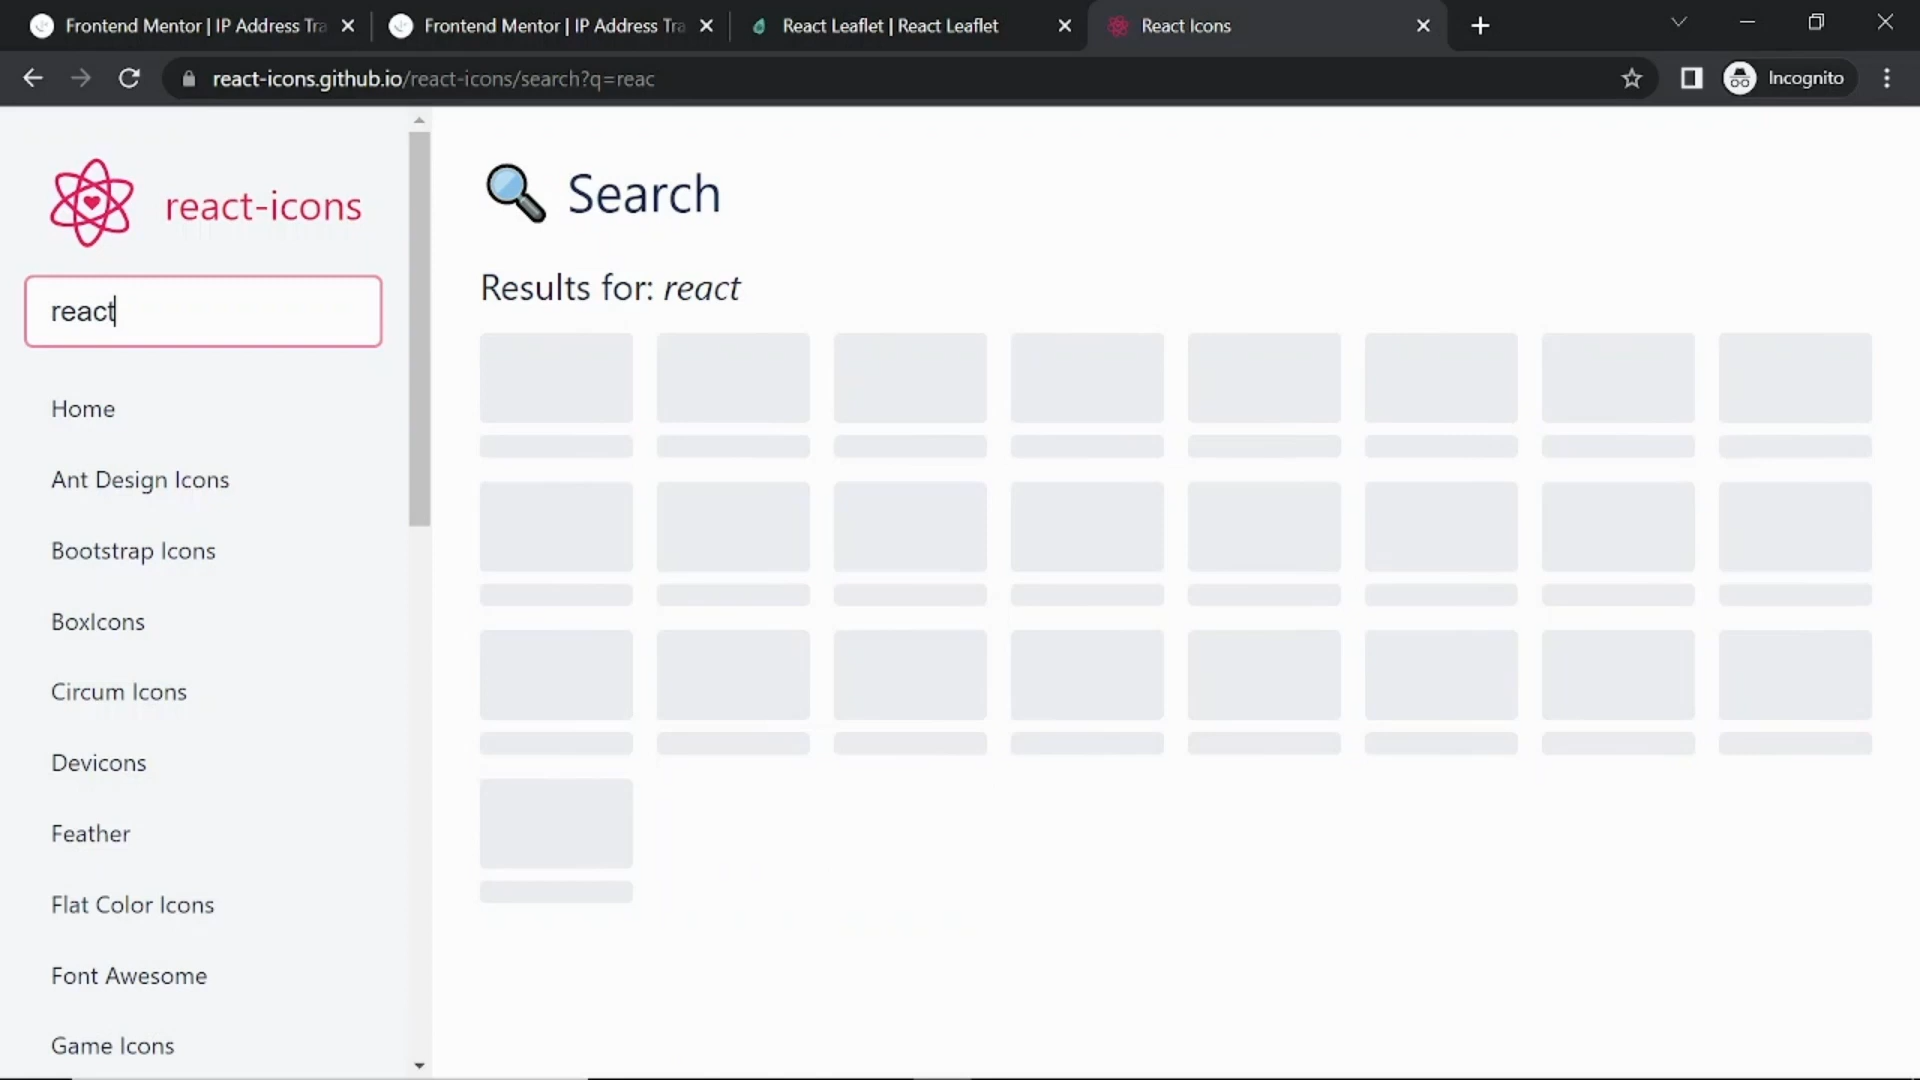 Frontend Mentor | IP Address Tra
Frontend Mentor | IP Address Tra
React Leaflet | React Leaflet
React Icons
react-icons.github.io/react-icons/search?q=reac
Incognito
react-icons
react
Home
Ant Design Icons
Bootstrap Icons
BoxIcons
Circum Icons
Devicons
Feather
Flat Color Icons
Font Awesome
Game Icons
Search
Results for: react